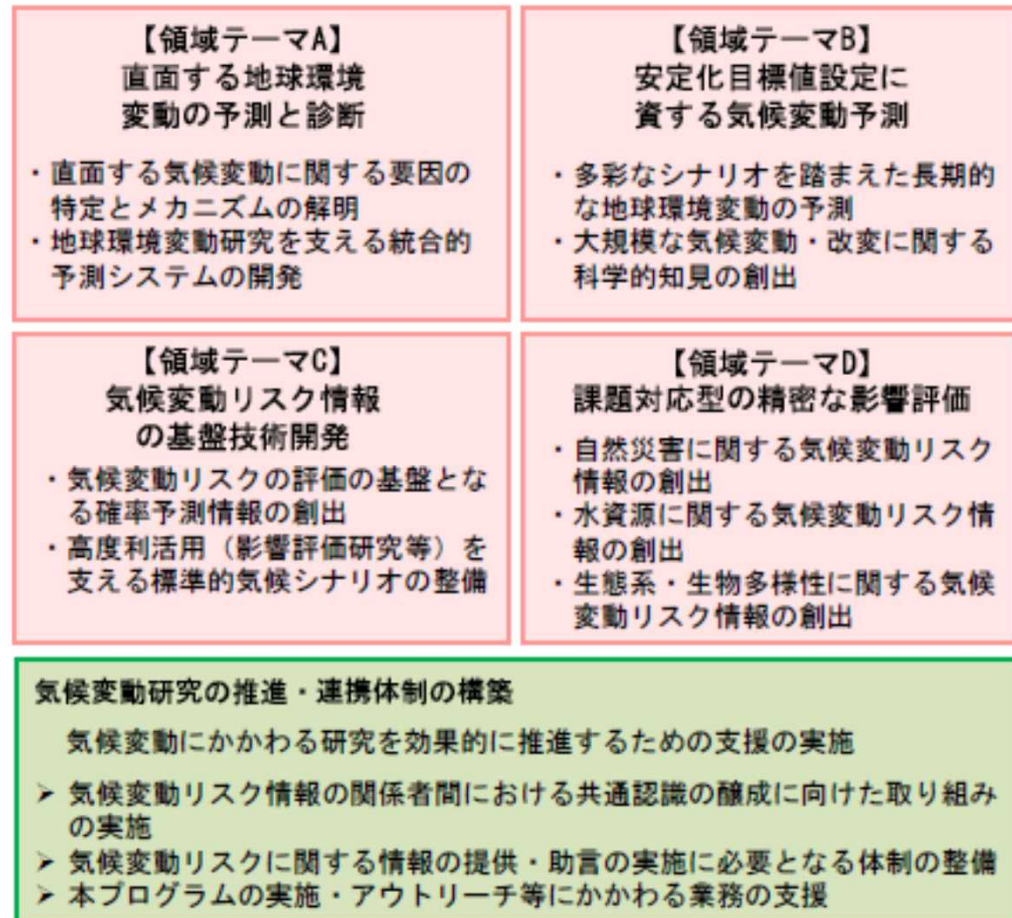 【領域テーマA】
直面する地球環境
変動の予測と診断
・直面する気候変動に関する要因の
特定とメカニズムの解明
・地球環境変動研究を支える統合的
予測システムの開発
【領域テーマB】
安定化目標値設定に
資する気候変動予測
・多彩なシナリオを踏まえた長期的
な地球環境変動の予測
・大規模な気候変動・改変に関する
科学的知見の創出
【領域テーマC】
気候変動リスク情報
の基盤技術開発
・気候変動リスクの評価の基盤とな
る確率予測情報の創出
・高度利活用（影響評価研究等）を
支える標準的気候シナリオの整備
【領域テーマD】
課題対応型の精密な影響評価
・自然災害に関する気候変動リスク
情報の創出
・水資源に関する気候変動リスク情
報の創出
・生態系・生物多様性に関する気候
変動リスク情報の創出
気候変動研究の推進・連携体制の構築
気候変動にかかわる研究を効果的に推進するための支援の実施
➢ 気候変動リスク情報の関係者間における共通認識の醸成に向けた取り組み
の実施
➢ 気候変動リスクに関する情報の提供・助言の実施に必要となる体制の整備
➢ 本プログラムの実施・アウトリーチ等にかかわる業務の支援